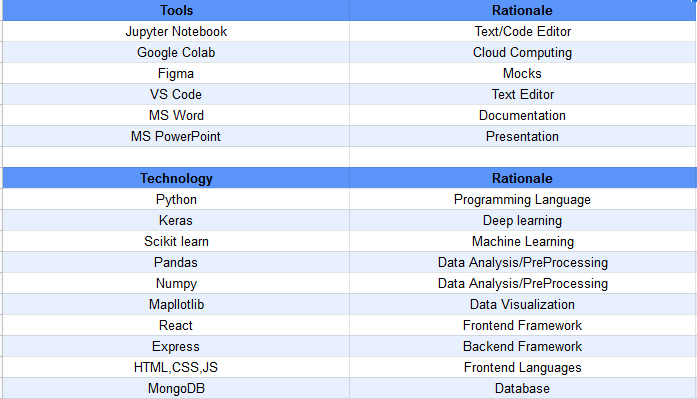 Tools Rationale
Jupyter Notebook Text/Code Editor
Google Colab Cloud Computing
Figma Mocks
VS Code Text Editor
MS Word Documentation
MS PowerPoint Presentation
Technology Rationale
Python Programming Language
Keras Deep learning
Scikit learn Machine Learning
Pandas Data Analysis/PreProcessing
Numpy Data Analysis/PreProcessing
Mapllotlib Data Visualization
React Frontend Framework
Express Backend Framework
HTML,CSS,JS Frontend Languages
MongoDB Database